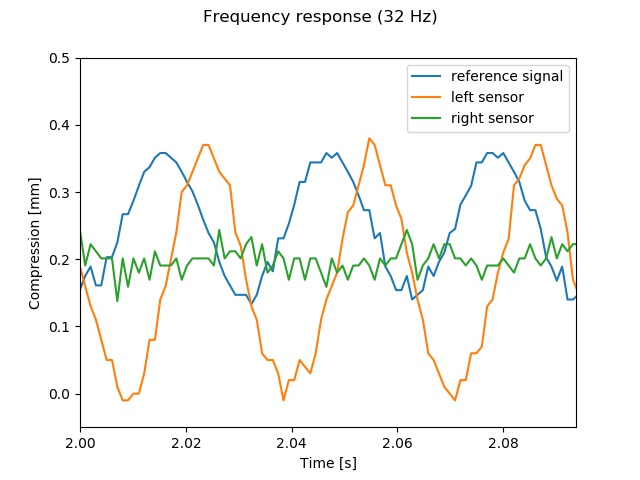 Frequency response (32 Hz)
0.5
0.4
0.3
0.2
0.1
0.0
Compression [mm]
reference signal
left sensor
right sensor
2.00 2.02 2.04 2.06 2.08
Time [s]